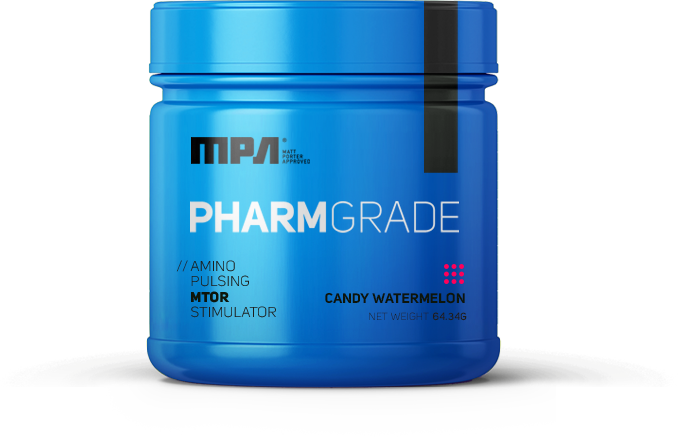 MPA®
MATT
PORTER
APPROVED
PHARMGRADE
// AMINO
PULSING
MTOR
STIMULATOR
CANDY WATERMELON
NET WEIGHT 64.34G